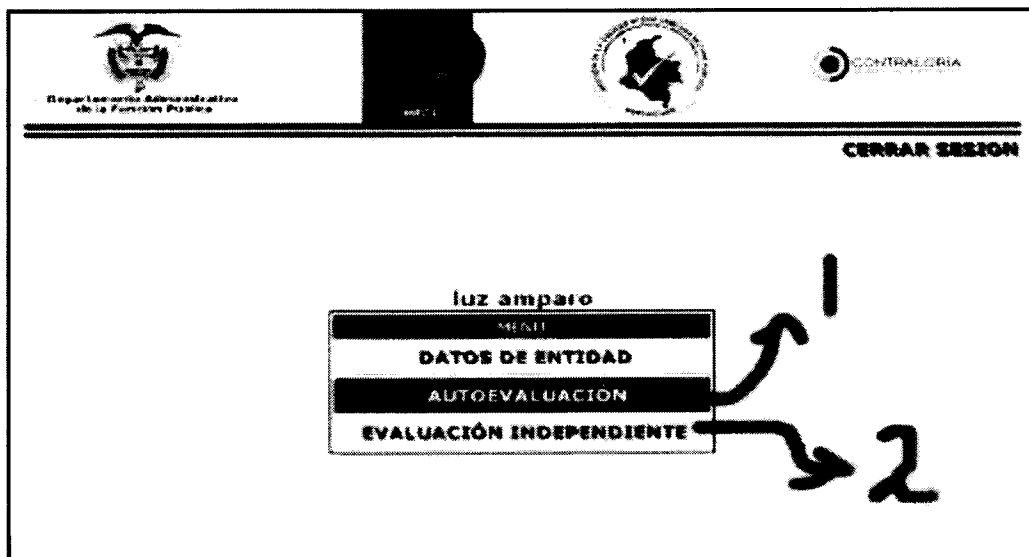 Departamento Administrativo
de la Función Pública
MECI
CONTRALORÍA
CERRAR SESION
luz amparo
MENU
DATOS DE ENTIDAD
AUTOEVALUACIÓN
EVALUACIÓN INDEPENDIENTE
1
2